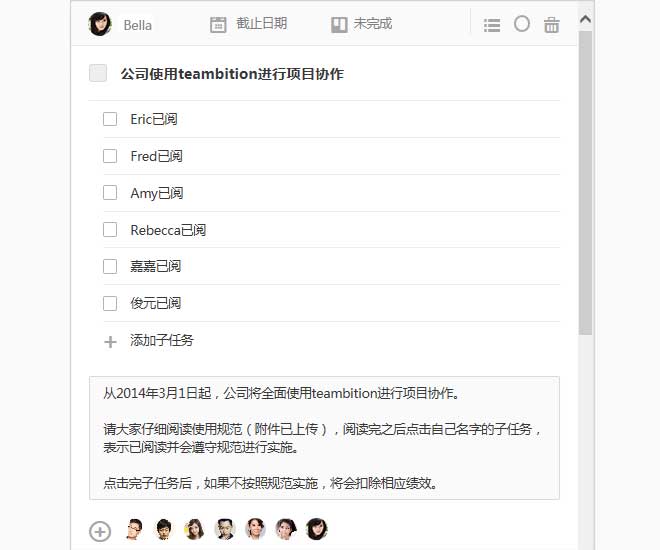 Bella 截止日期 未完成
公司使用teambition进行项目协作
Eric已阅
Fred已阅
Amy已阅
Rebecca已阅
嘉嘉已阅
俊元已阅
添加子任务
从2014年3月1日起，公司将全面使用teambition进行项目协作。
请大家仔细阅读使用规范（附件已上传），阅读完之后点击自己名字的子任务，
表示已阅读并会遵守规范进行实施。
点击完子任务后，如果不按照规范实施，将会扣除相应绩效。